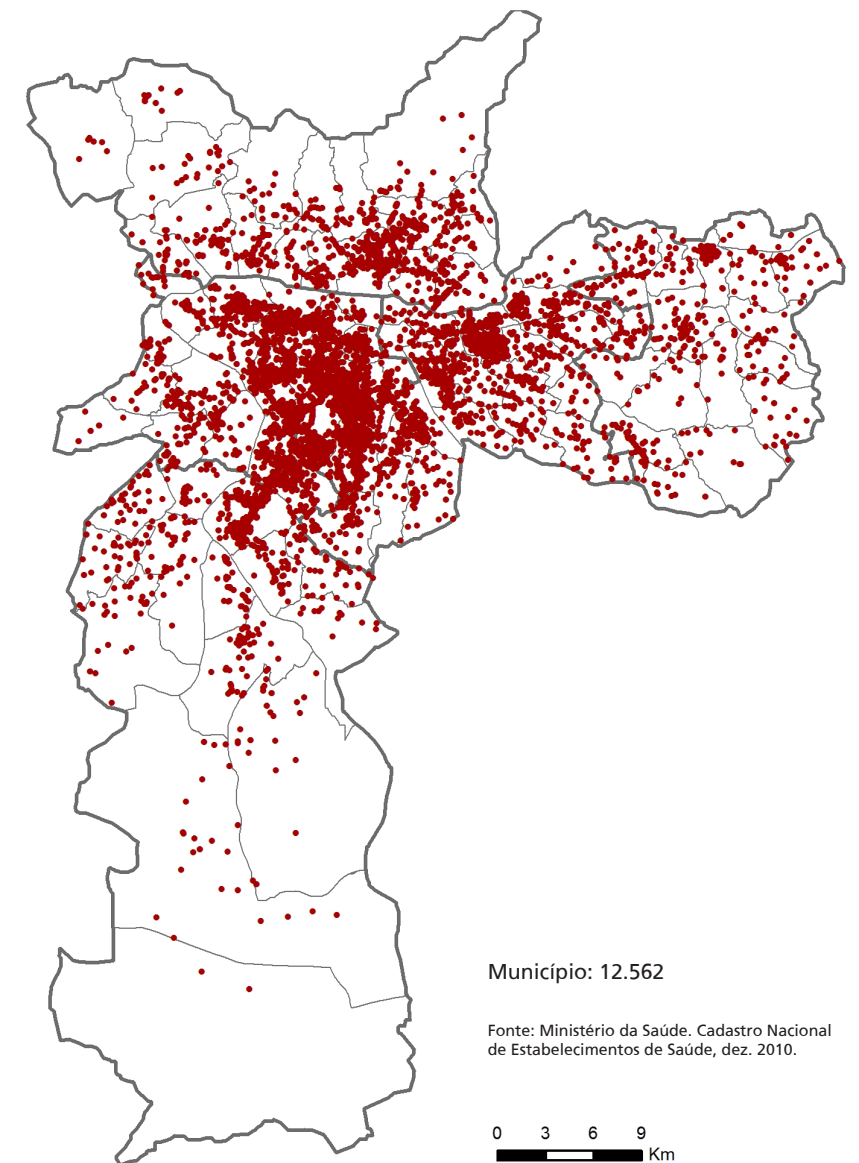 Município: 12.562
Fonte: Ministério da Saúde. Cadastro Nacional
de Estabelecimentos de Saúde, dez. 2010.
0 3 6 9
Km